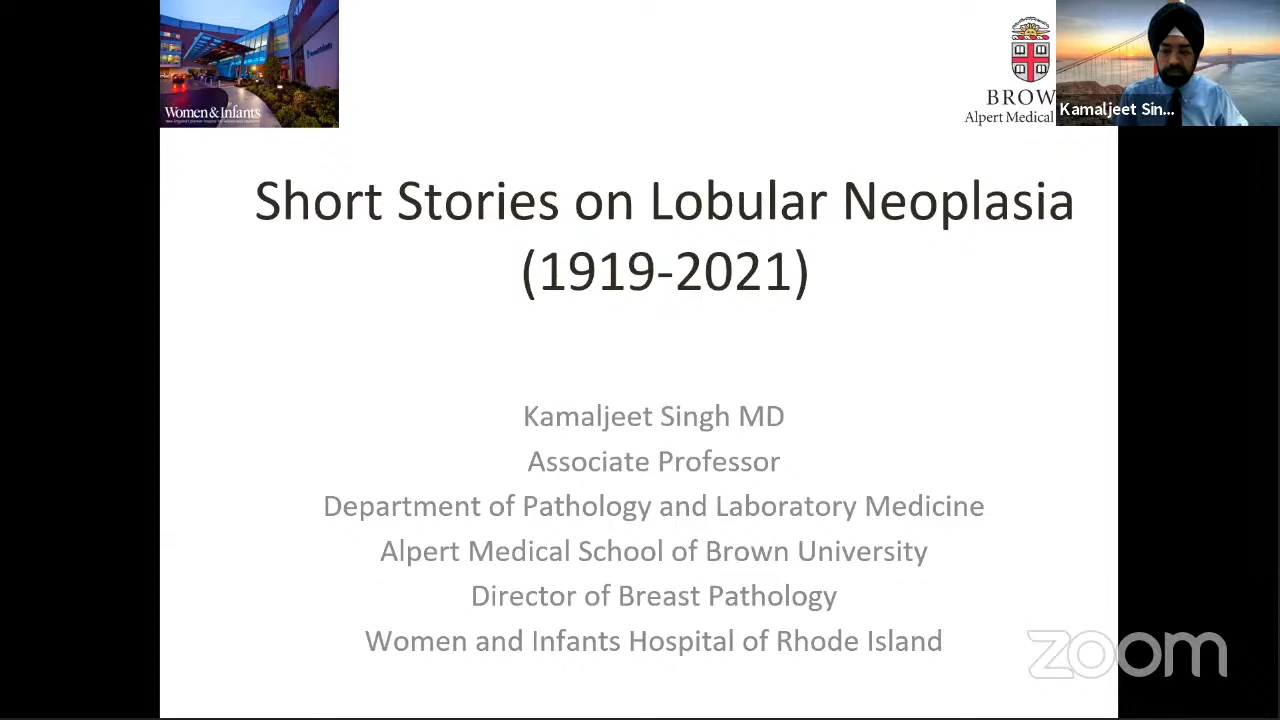 Women & Infants
BROW
Alpert Medical
Kamaljeet Sin...
Short Stories on Lobular Neoplasia
(1919-2021)
Kamaljeet Singh MD
Associate Professor
Department of Pathology and Laboratory Medicine
Alpert Medical School of Brown University
Director of Breast Pathology
Women and Infants Hospital of Rhode Island
zoom